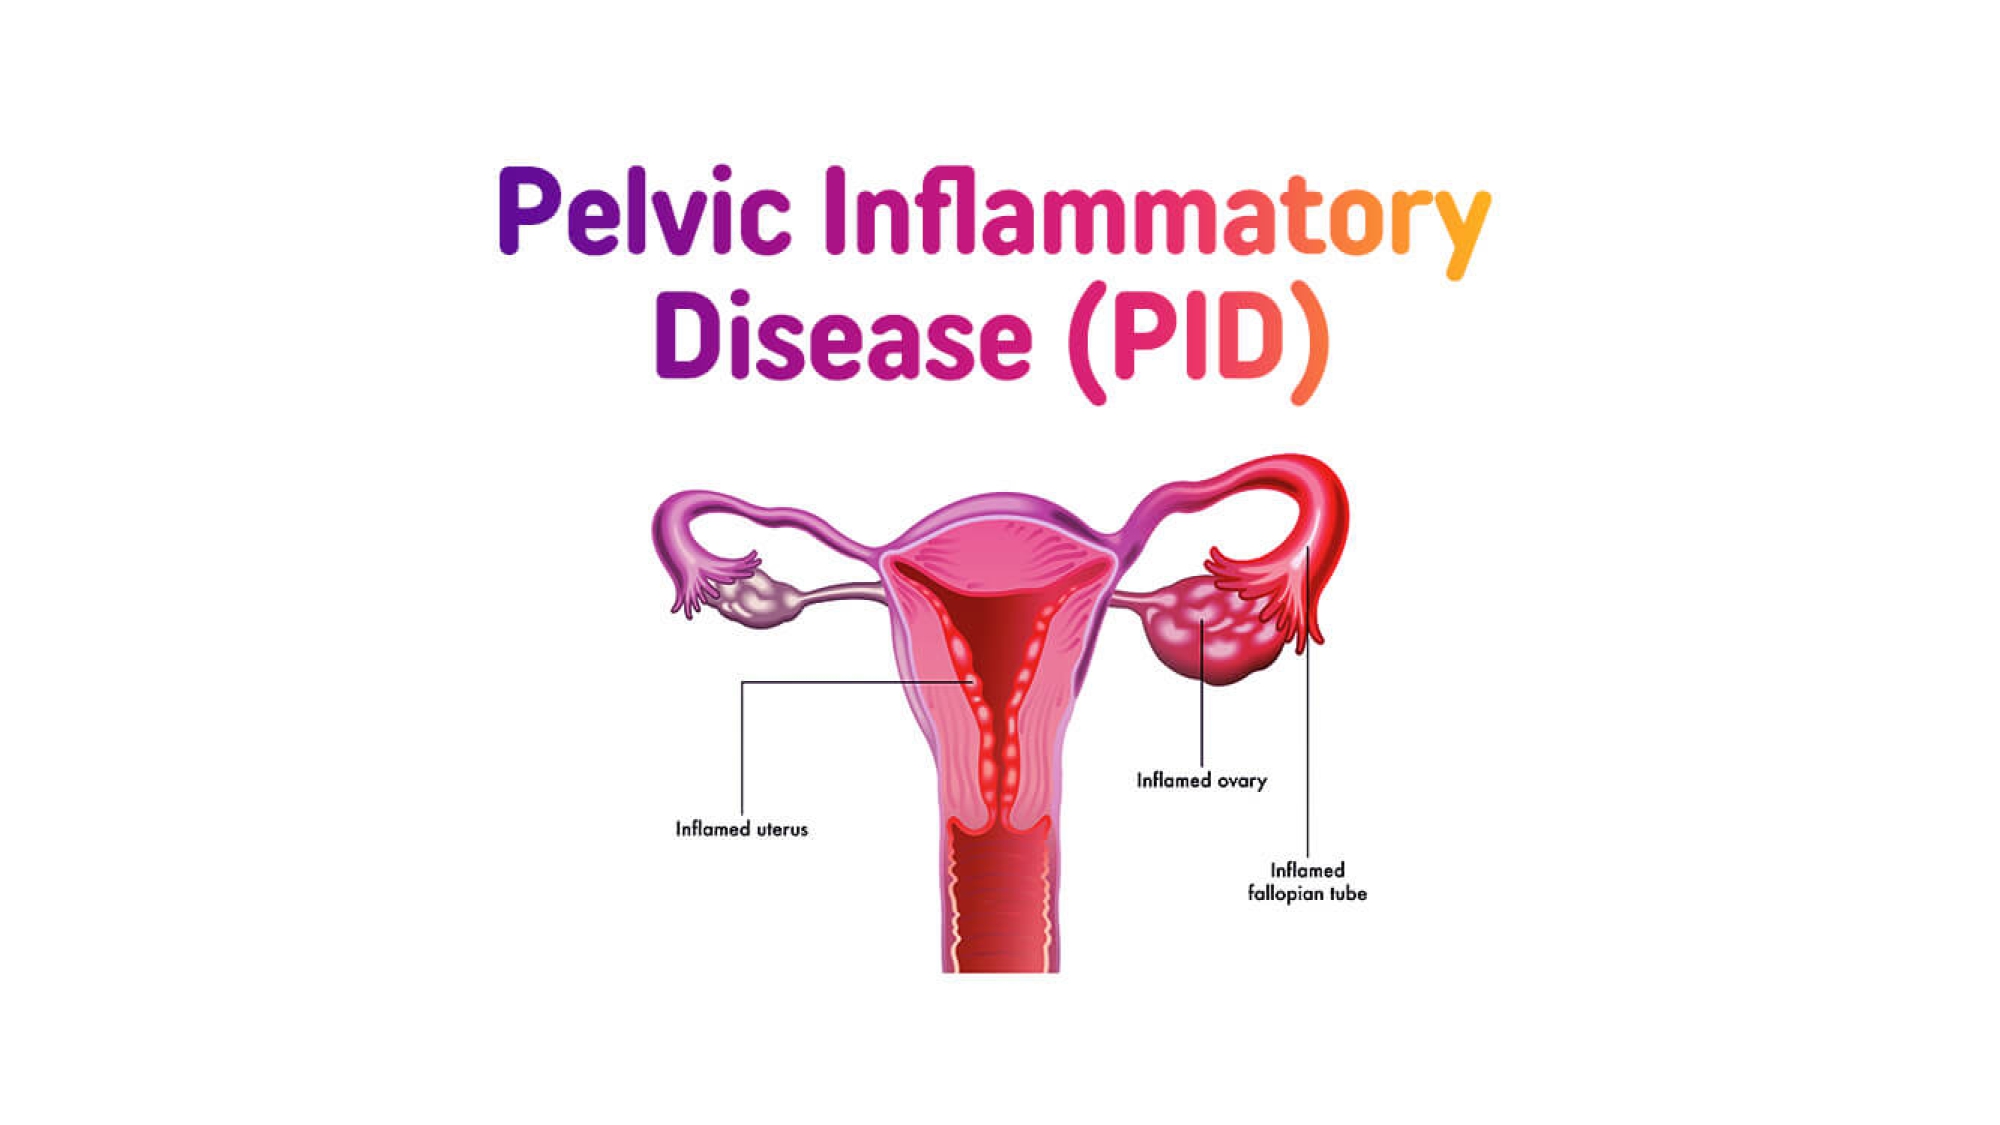 Pelvic Inflammatory
Disease (PID)
Inflamed ovary
Inflamed uterus
Inflamed
fallopian tube